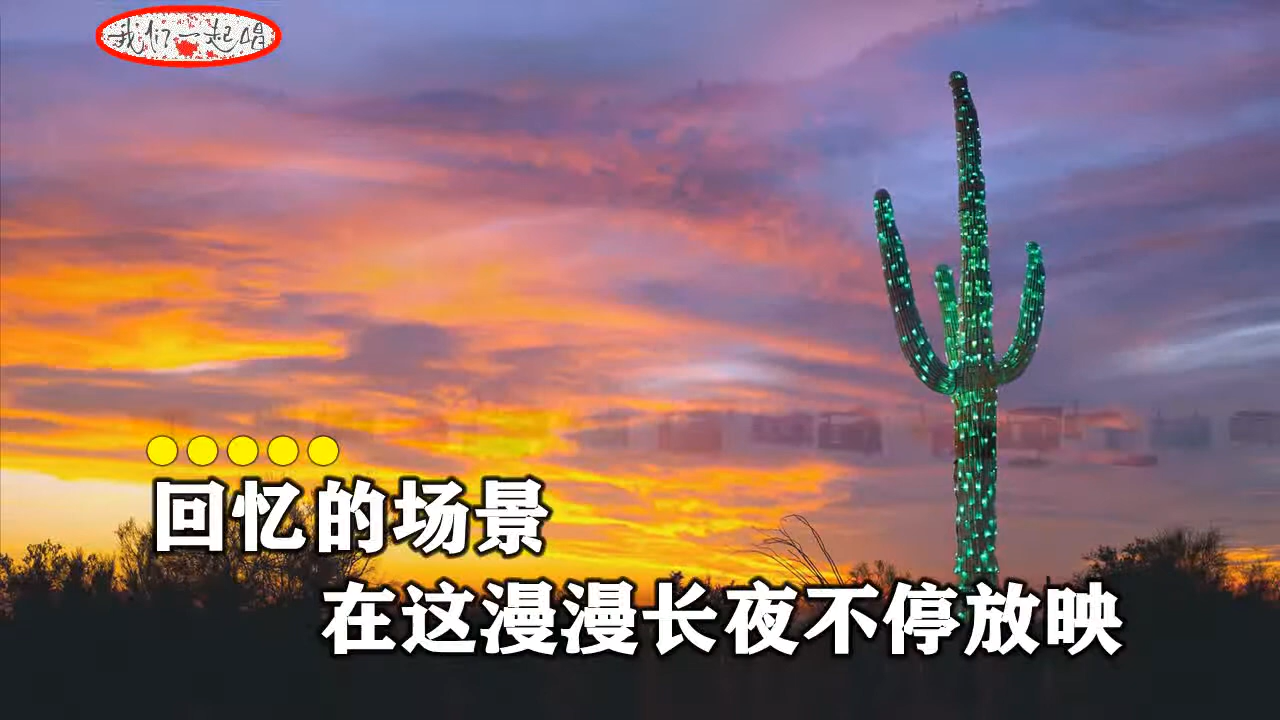 我们一起唱
回忆的场景
在这漫漫长夜不停放映